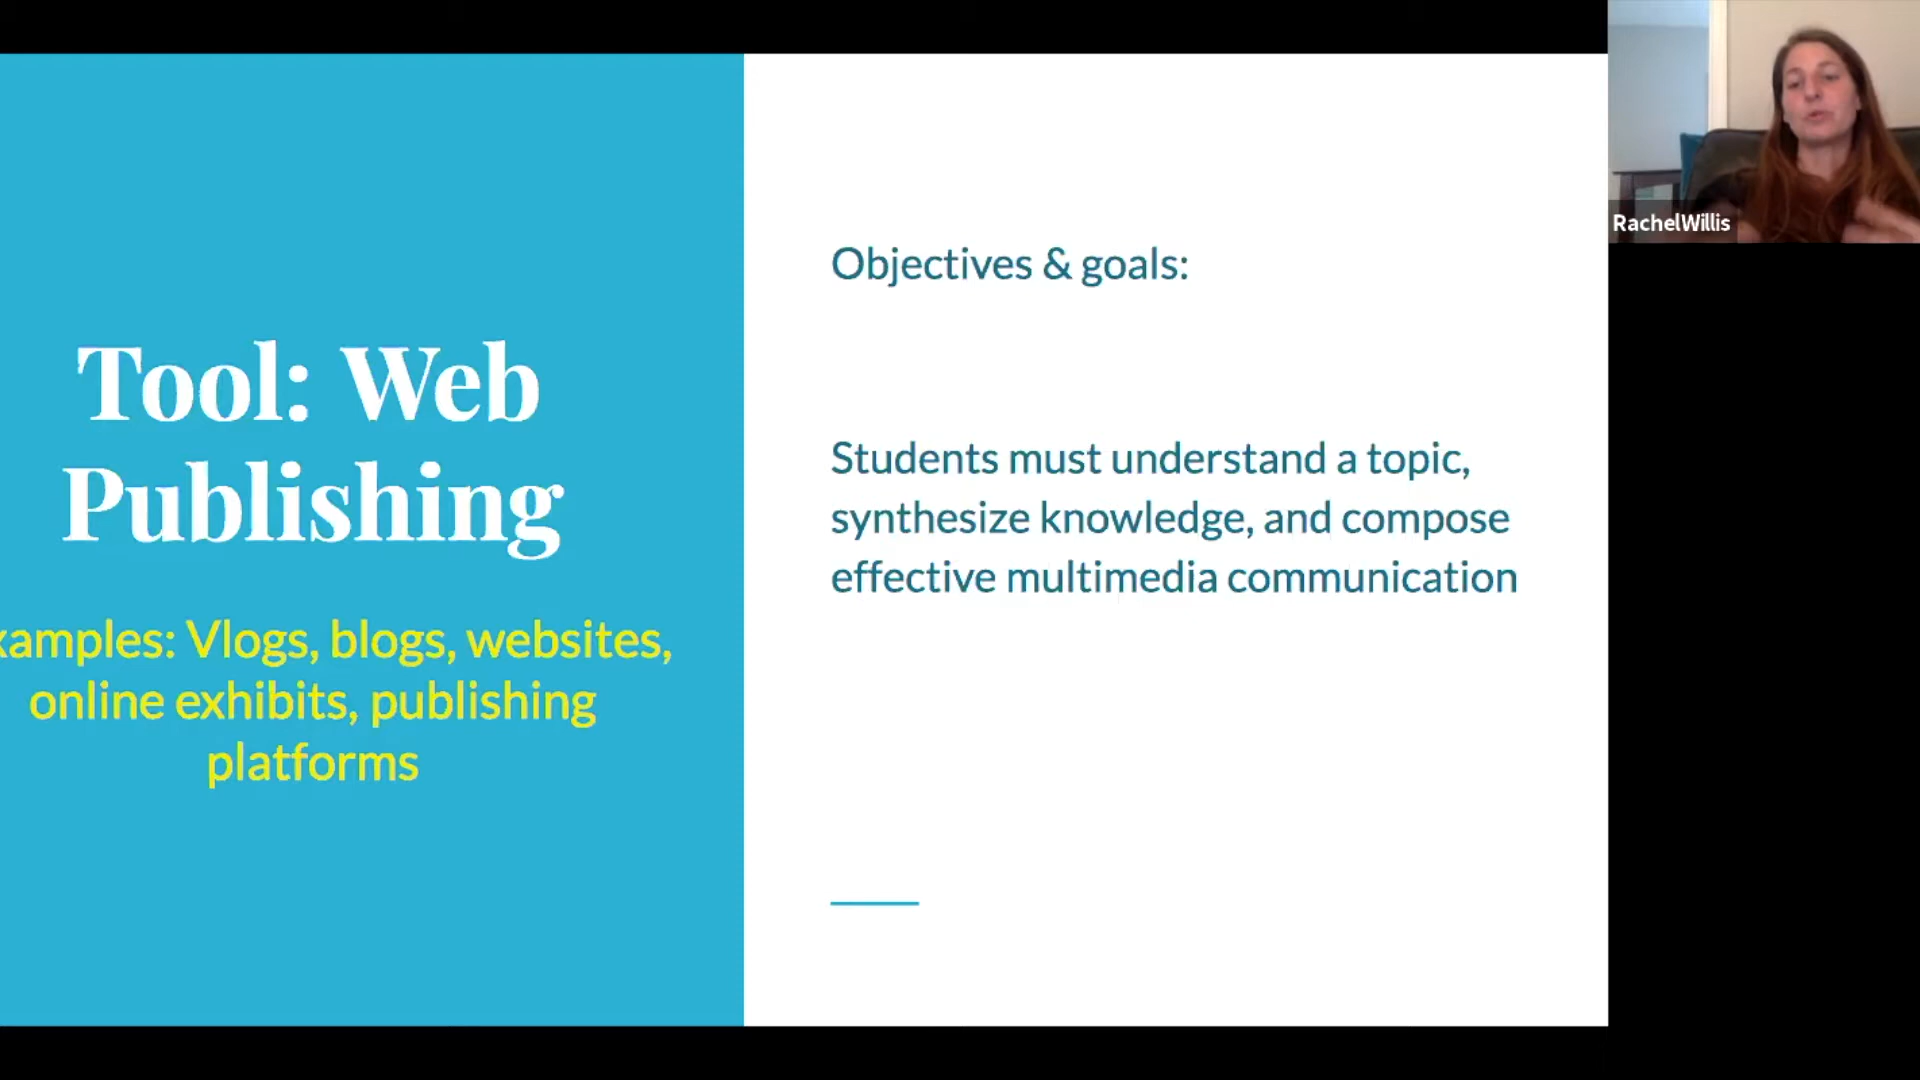 Tool: Web
Publishing
xamples: Vlogs, blogs, websites,
online exhibits, publishing
platforms
Objectives & goals:
Students must understand a topic,
synthesize knowledge, and compose
effective multimedia communication
RachelWillis